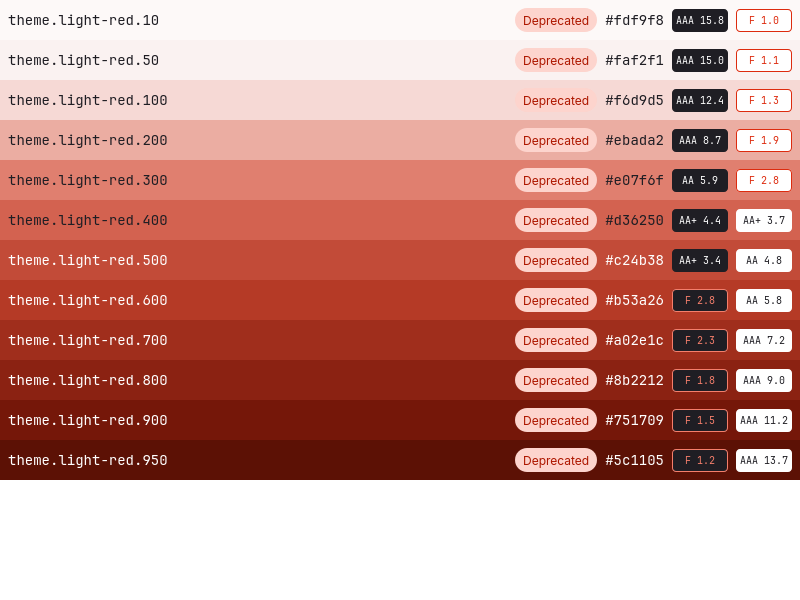 theme.light-red.10 Deprecated #fdf9f8 AAA 15.8 F 1.0
theme.light-red.50 Deprecated #faf2f1 AAA 15.0 F 1.1
theme.light-red.100 Deprecated #f6d9d5 AAA 12.4 F 1.3
theme.light-red.200 Deprecated #ebada2 AAA 8.7 F 1.9
theme.light-red.300 Deprecated #e07f6f AA 5.9 F 2.8
theme.light-red.400 Deprecated #d36250 AA+ 4.4 AA+ 3.7
theme.light-red.500 Deprecated #c24b38 AA+ 3.4 AA 4.8
theme.light-red.600 Deprecated #b53a26 F 2.8 AA 5.8
theme.light-red.700 Deprecated #a02e1c F 2.3 AAA 7.2
theme.light-red.800 Deprecated #8b2212 F 1.8 AAA 9.0
theme.light-red.900 Deprecated #751709 F 1.5 AAA 11.2
theme.light-red.950 Deprecated #5c1105 F 1.2 AAA 13.7